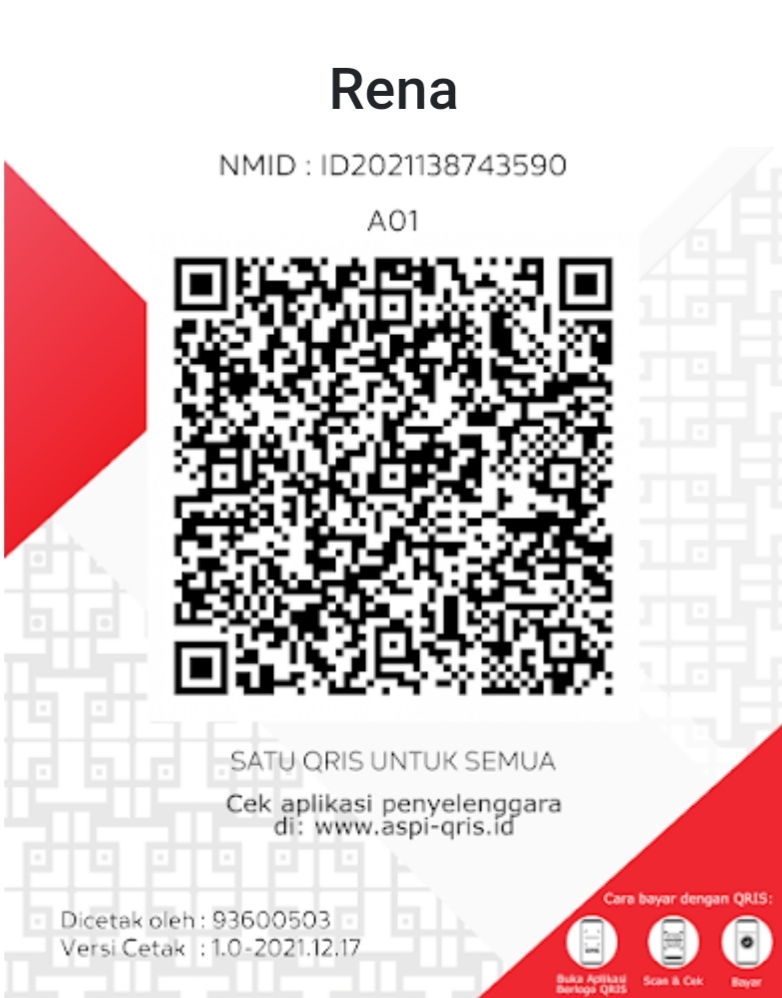 Rena
NMID : ID2021138743590
A01
SATU QRIS UNTUK SEMUA
Cek aplikasi penyelenggara
di: www.aspi-qris.id
Dicetak oleh : 93600503
Versi Cetak : 1.0-2021.12.17
Cara bayar dengan QRIS:
Buka Aplikasi
Berlogo QRIS
Scan & Cek
Bayar